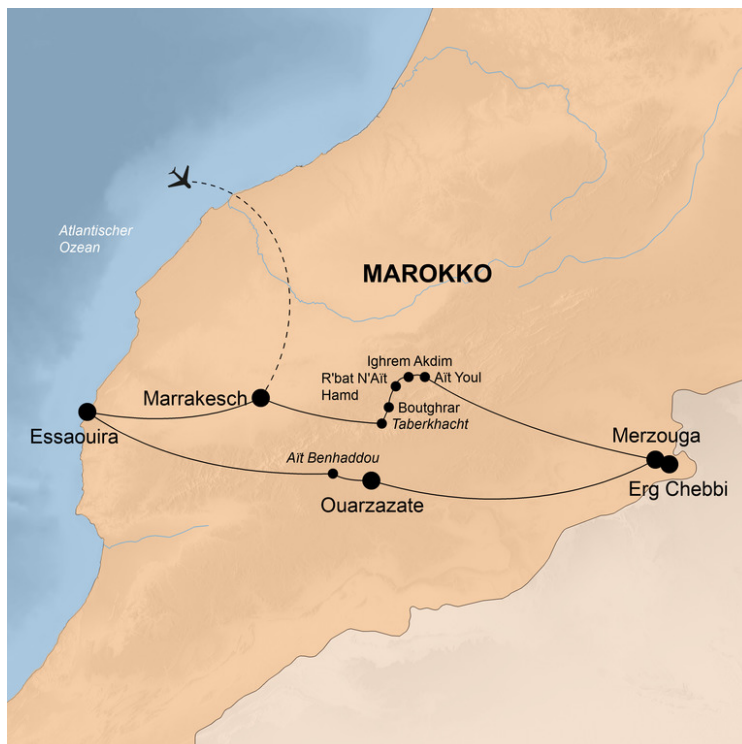 Atlantischer
Ozean
MAROKKO
Ighrem Akdim
R'bat N'Aït
Hamd
Aït Youl
Marrakesch
Boutghrar
Taberkhacht
Essaouira
Merzouga
Aït Benhaddou
Erg Chebbi
Ouarzazate